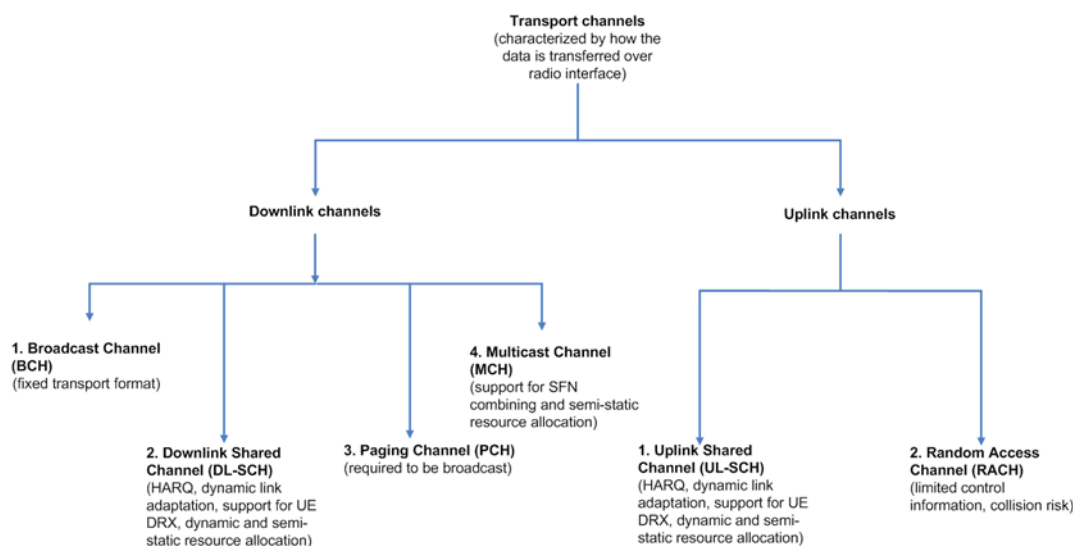 Transport channels
(characterized by how the
data is transferred over
radio interface)
Downlink channels
Uplink channels
1. Broadcast Channel
(BCH)
(fixed transport format)
4. Multicast Channel
(MCH)
(support for SFN
combining and semi-static
resource allocation)
2. Downlink Shared
Channel (DL-SCH)
(HARQ, dynamic link
adaptation, support for UE
DRX, dynamic and semi-
static resource allocation)
3. Paging Channel (PCH)
(required to be broadcast)
1. Uplink Shared
Channel (UL-SCH)
(HARQ, dynamic link
adaptation, support for UE
DRX, dynamic and semi-
static resource allocation)
2. Random Access
Channel (RACH)
(limited control
information, collision risk)